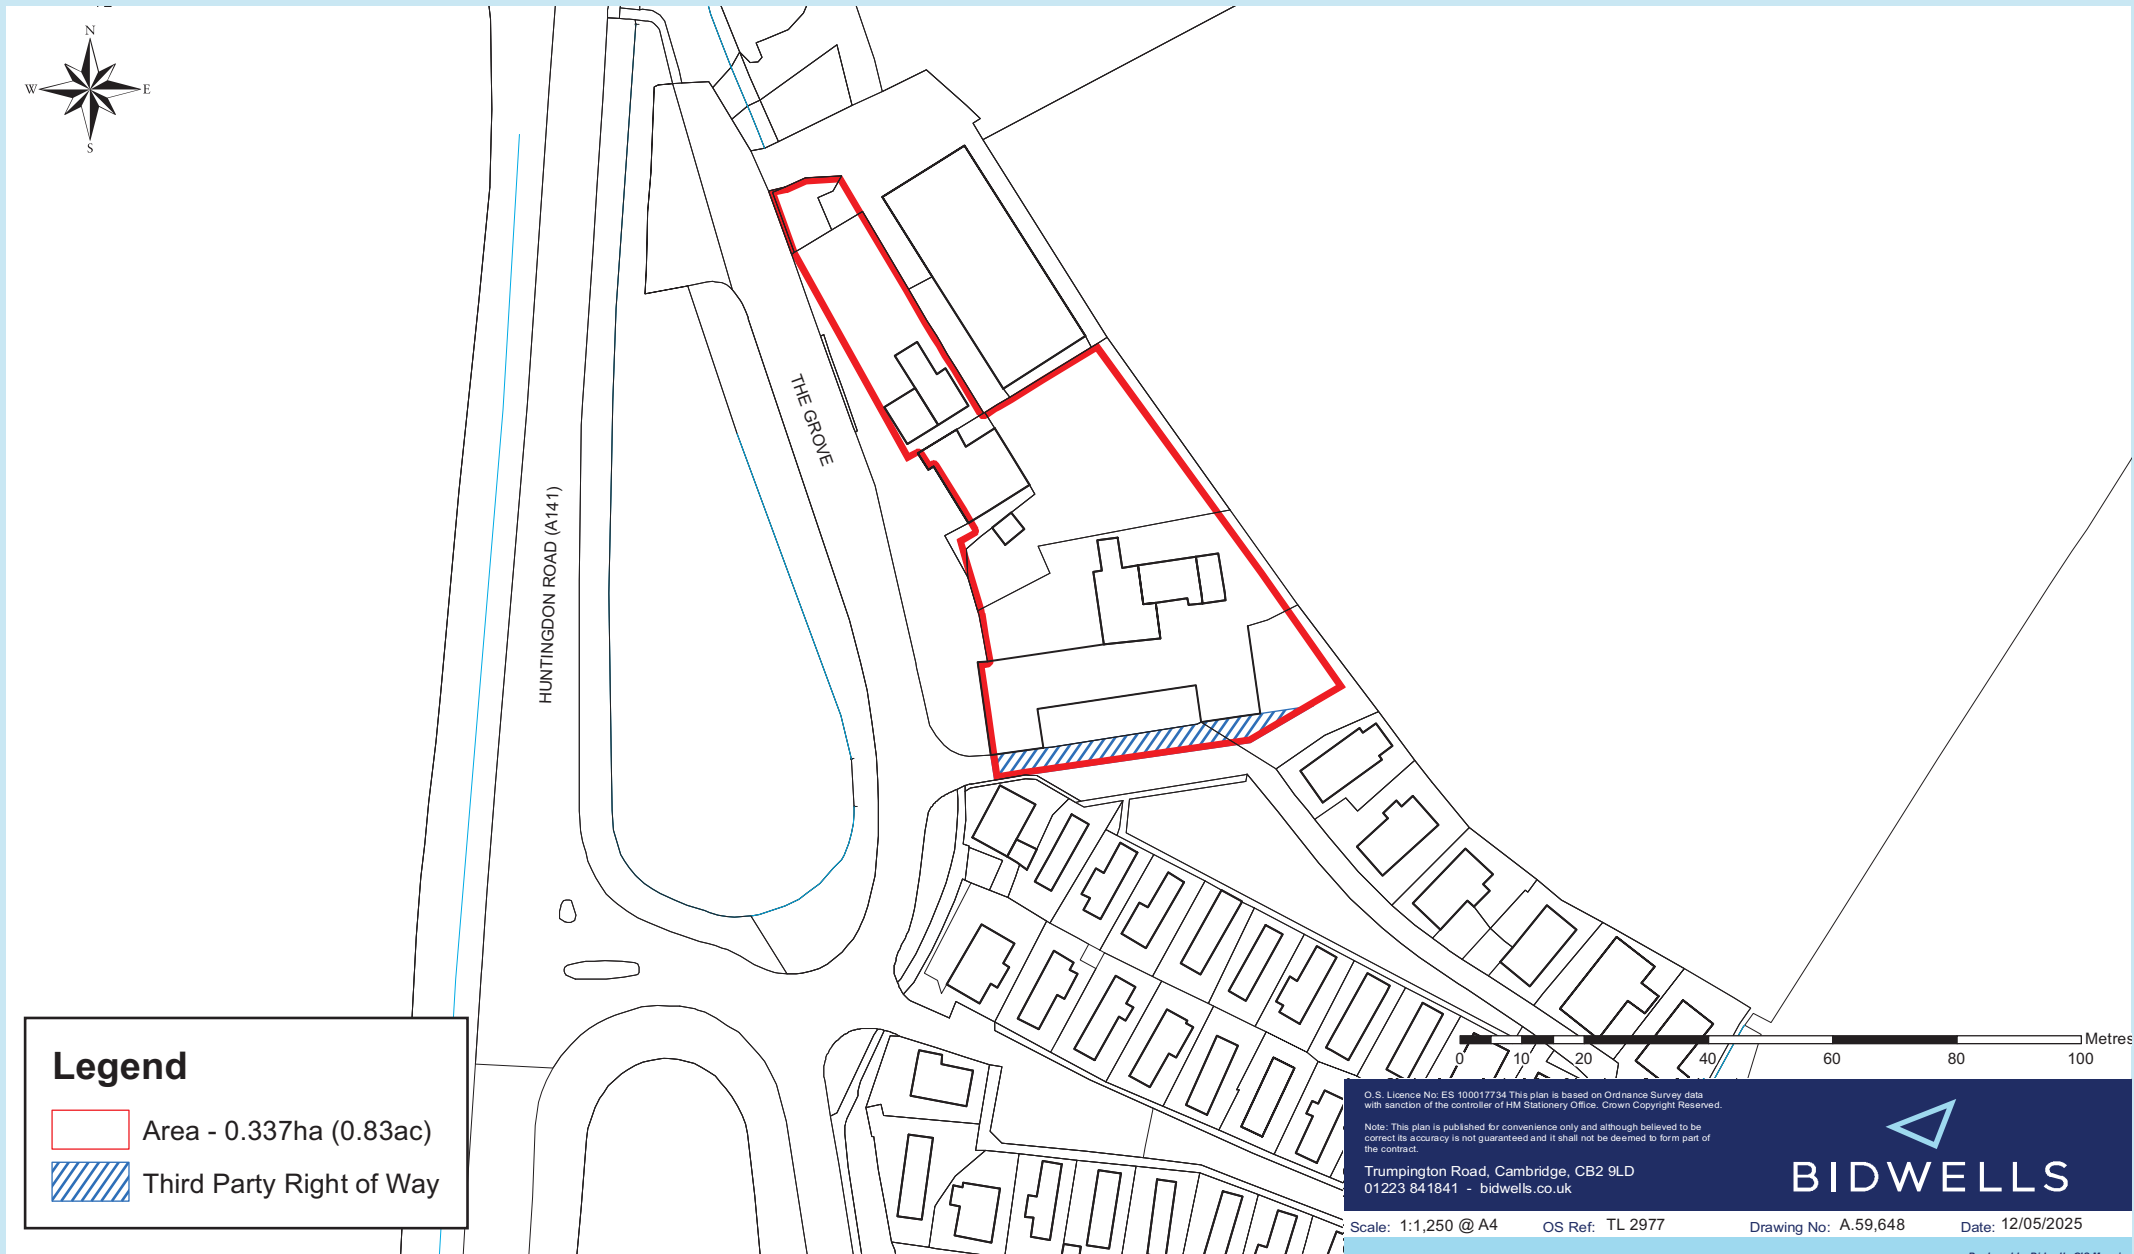 N
W
E
S
THE GROVE
HUNTINGDON ROAD (A141)
Legend
Area - 0.337ha (0.83ac)
Third Party Right of Way
Metres
0 10 20 40 60 80 100
O.S. Licence No: ES 100017734 This plan is based on Ordnance Survey data
with sanction of the controller of HM Stationery Office. Crown Copyright Reserved.
Note: This plan is published for convenience only and although believed to be
correct its accuracy is not guaranteed and it shall not be deemed to form part of
the contract.
Trumpington Road, Cambridge, CB2 9LD
01223 841841 - bidwells.co.uk
BIDWELLS
Scale: 1:1,250 @ A4 OS Ref: TL 2977 Drawing No: A.59,648 Date: 12/05/2025